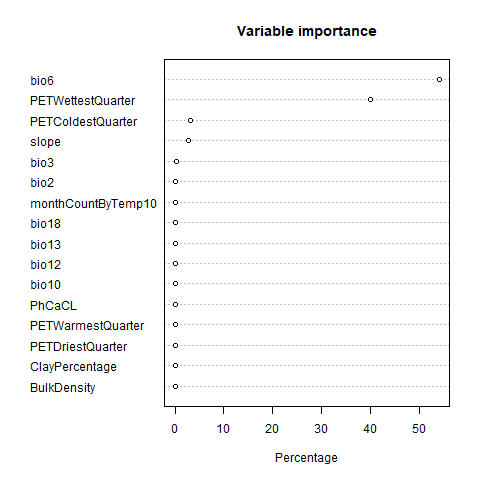 Variable importance
bio6
PETWettestQuarter
PETColdestQuarter
slope
bio3
bio2
monthCountByTemp10
bio18
bio13
bio12
bio10
PhCaCL
PETWarmestQuarter
PETDriestQuarter
ClayPercentage
BulkDensity
0 10 20 30 40 50
Percentage